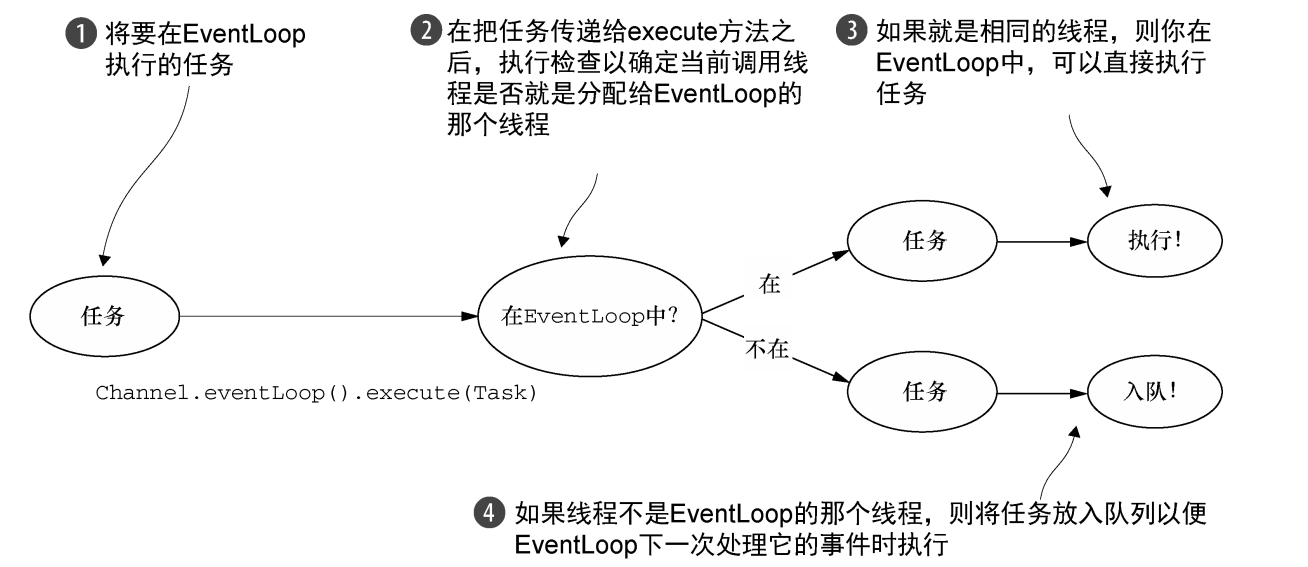 1 将要在EventLoop
执行的任务
2 在把任务传递给execute方法之
后，执行检查以确定当前调用线
程是否就是分配给EventLoop的
那个线程
3 如果就是相同的线程，则你在
EventLoop中，可以直接执行
任务
任务
Channel.eventLoop().execute(Task)
在EventLoop中？
在
任务
执行！
不在
任务
入队！
4 如果线程不是EventLoop的那个线程，则将任务放入队列以便
EventLoop下一次处理它的事件时执行